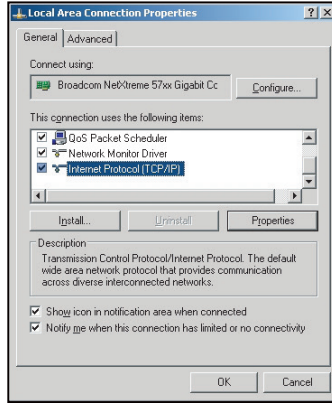 Local Area Connection Properties
General
Advanced
Connect using:
Broadcom NetXtreme 57xx Gigabit Cc
Configure...
This connection uses the following items:
QoS Packet Scheduler
Network Monitor Driver
Internet Protocol (TCP/IP)
Install...
Uninstall
Properties
Description
Transmission Control Protocol/Internet Protocol. The default
wide area network protocol that provides communication
across diverse interconnected networks.
Show icon in notification area when connected
Notify me when this connection has limited or no connectivity
OK
Cancel